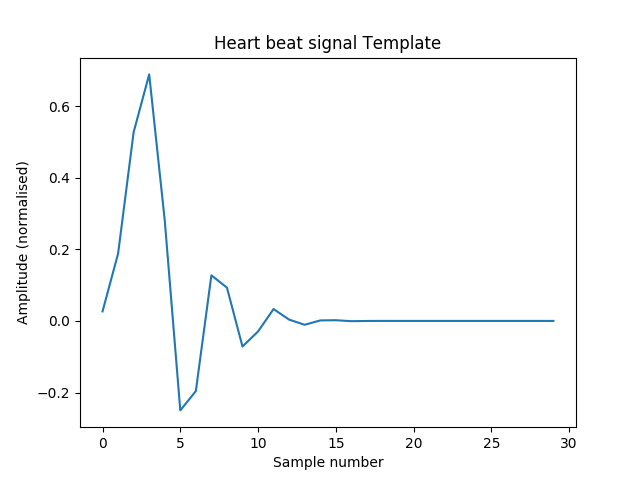 Heart beat signal Template
Amplitude (normalised)
0.6
0.4
0.2
0.0
−0.2
0 5 10 15 20 25 30
Sample number